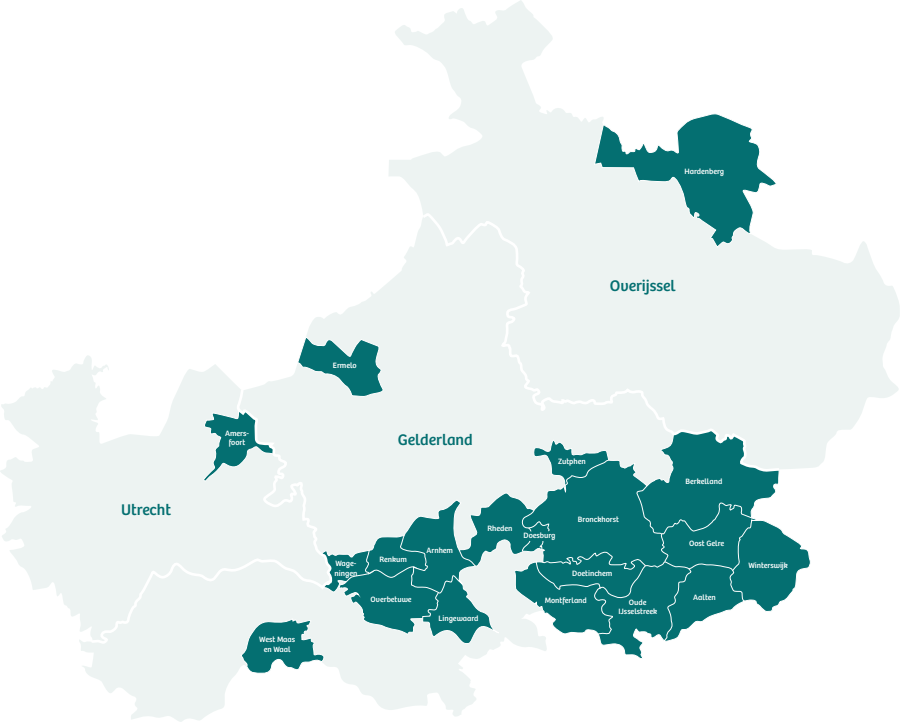 Hardenberg
Overijssel
Ermelo
Amers-
foort
Gelderland
Zutphen
Berkelland
Utrecht
Bronckhorst
Rheden
Doesburg
Oost Gelre
Arnhem
Renkum
Wage-
ningen
Winterswijk
Doetinchem
Overbetuwe
Montferland
Oude
IJsselstreek
Aalten
Lingewaard
West Maas
en Waal